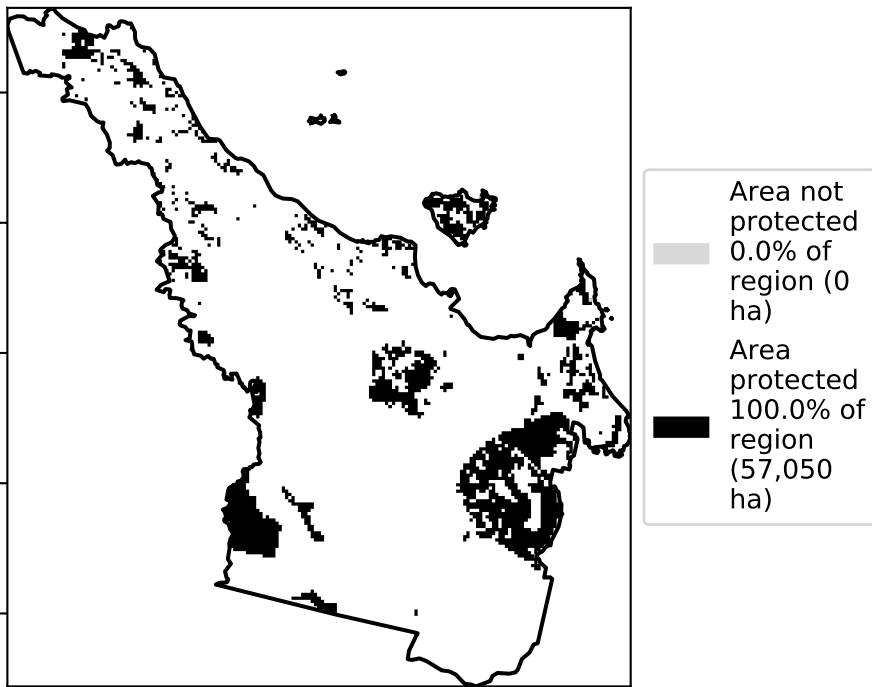 Area not
protected
0.0% of
region (0
ha)
Area
protected
100.0% of
region
(57,050
ha)